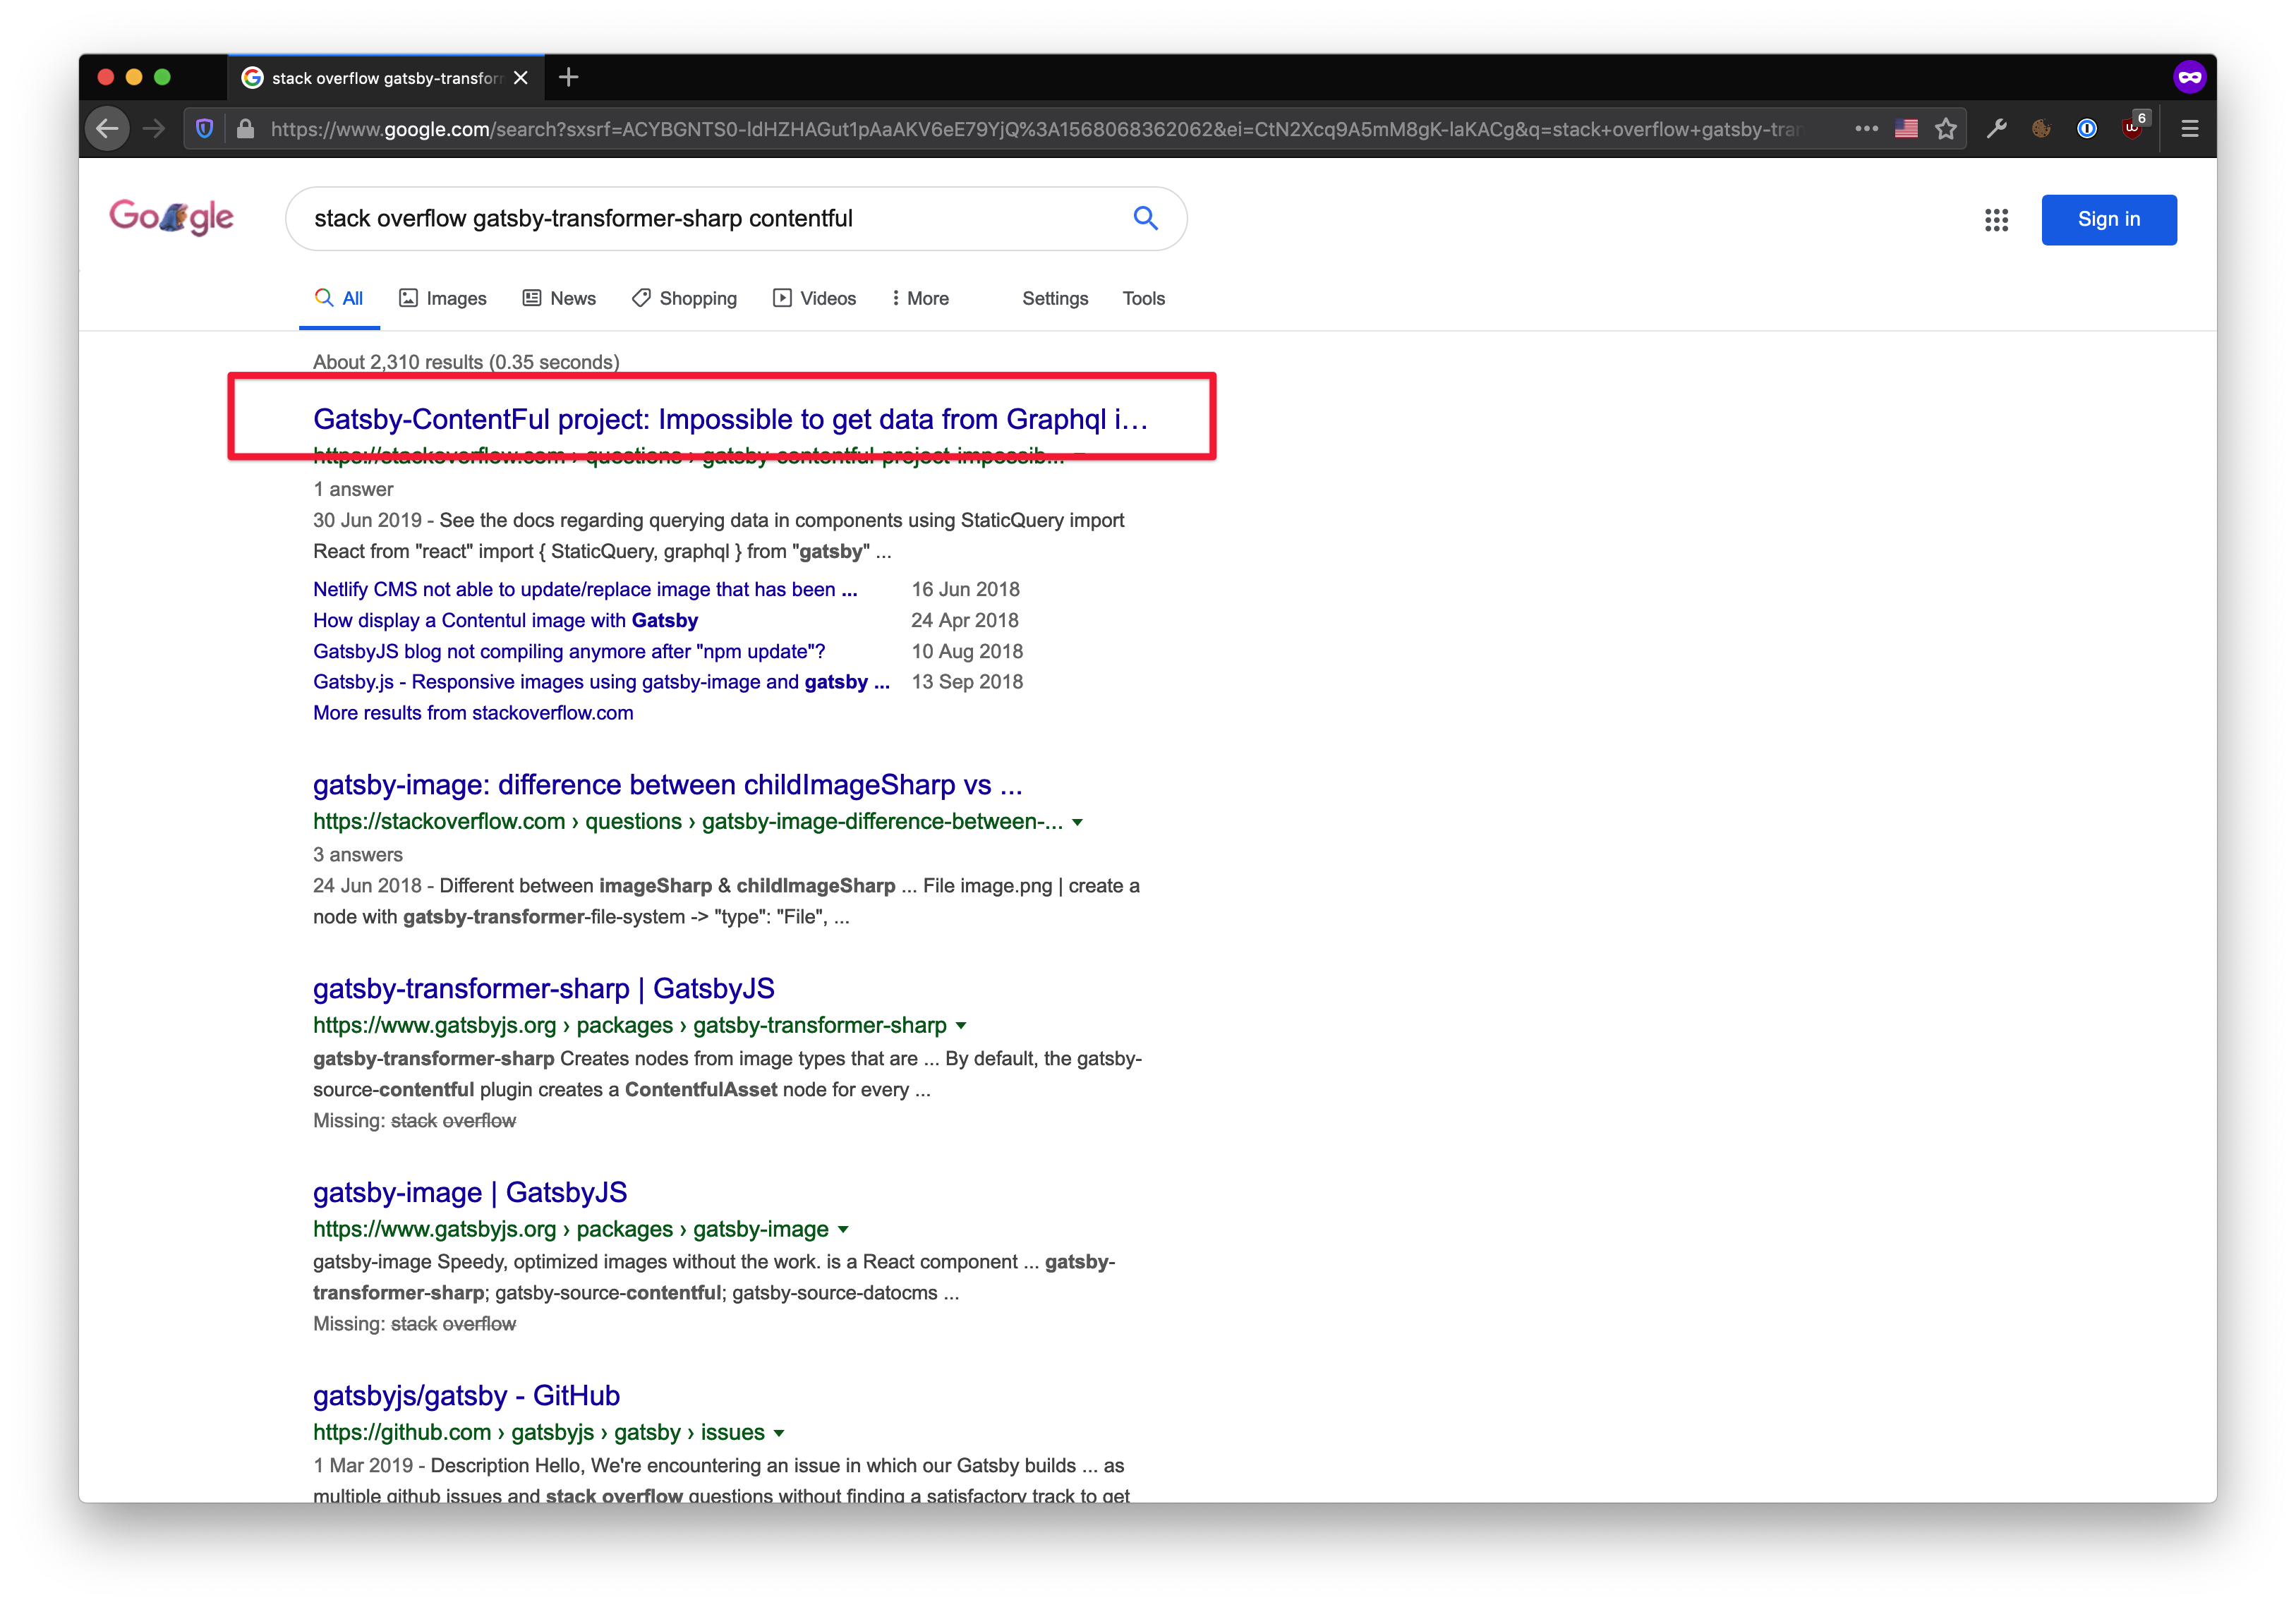 stack overflow gatsby-transfor
https://www.google.com/search?sxsrf=ACYBGNTS0-ldHZHAGut1pAaAKV6eE79YjQ%3A1568068362062&ei=CtN2Xcq9A5mM8gK-laKACg&q=stack+overflow+gatsby-tran
6
Google
stack overflow gatsby-transformer-sharp contentful
Sign in
All Images News Shopping Videos More Settings Tools
About 2,310 results (0.35 seconds)
Gatsby-ContentFul project: Impossible to get data from Graphql i...
https://stackoverflow.com › questions › gatsby-contentful-project-impossib...
1 answer
30 Jun 2019 - See the docs regarding querying data in components using StaticQuery import
React from "react" import { StaticQuery, graphql } from "gatsby" ...
Netlify CMS not able to update/replace image that has been ... 16 Jun 2018
How display a Contentul image with Gatsby 24 Apr 2018
GatsbyJS blog not compiling anymore after "npm update"? 10 Aug 2018
Gatsby.js - Responsive images using gatsby-image and gatsby ... 13 Sep 2018
More results from stackoverflow.com
gatsby-image: difference between childImageSharp vs ...
https://stackoverflow.com › questions › gatsby-image-difference-between-...
3 answers
24 Jun 2018 - Different between imageSharp & childImageSharp ... File image.png | create a
node with gatsby-transformer-file-system -> "type": "File", ...
gatsby-transformer-sharp | GatsbyJS
https://www.gatsbyjs.org › packages › gatsby-transformer-sharp
gatsby-transformer-sharp Creates nodes from image types that are ... By default, the gatsby-
source-contentful plugin creates a ContentfulAsset node for every ...
Missing: stack overflow
gatsby-image | GatsbyJS
https://www.gatsbyjs.org › packages › gatsby-image
gatsby-image Speedy, optimized images without the work. is a React component ... gatsby-
transformer-sharp; gatsby-source-contentful; gatsby-source-datocms ...
Missing: stack overflow
gatsbyjs/gatsby - GitHub
https://github.com › gatsbyjs › gatsby › issues
1 Mar 2019 - Description Hello, We're encountering an issue in which our Gatsby builds ... as
multiple github issues and stack overflow questions without finding a satisfactory track to get